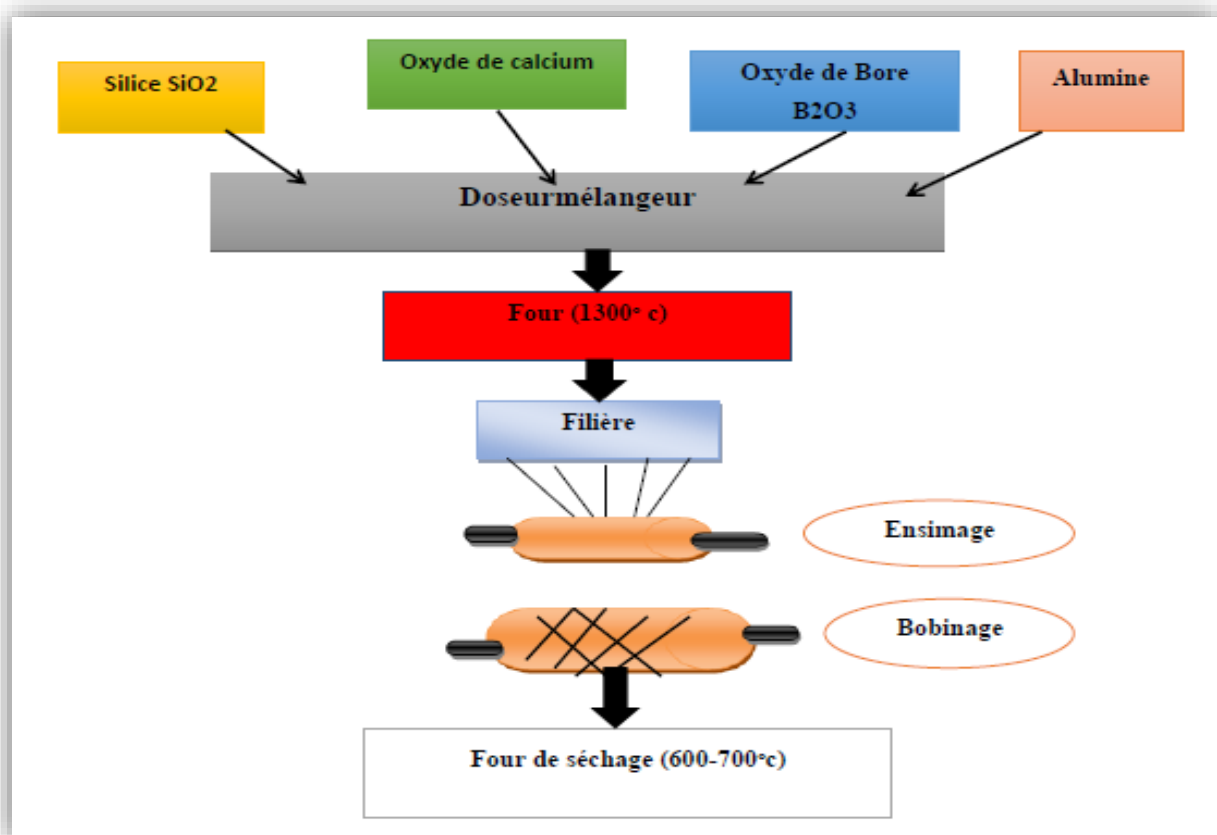 Silice SiO2
Oxyde de calcium
Oxyde de Bore
B2O3
Alumine
Doseurmélangeur
Four (1300° c)
Filière
Ensimage
Bobinage
Four de séchage (600-700°c)